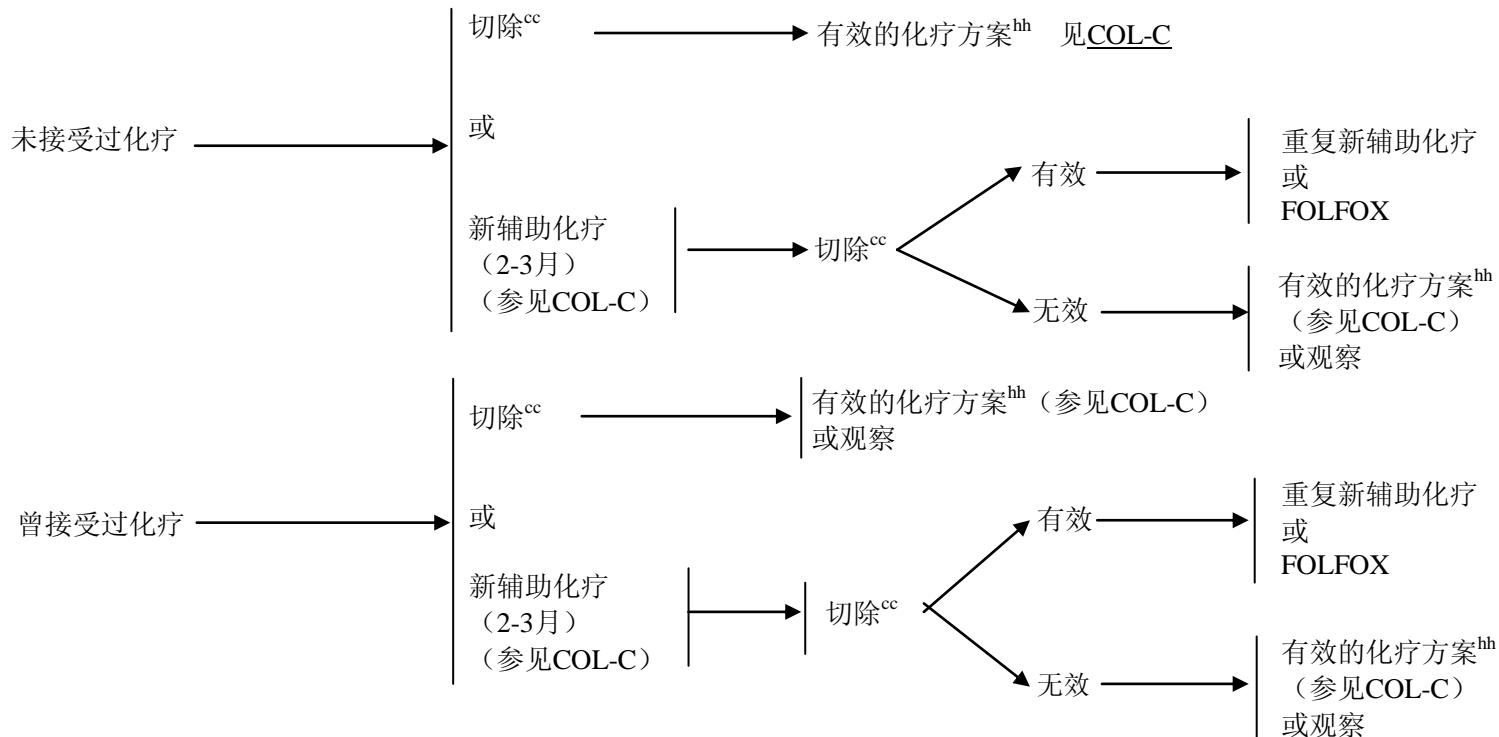 未接受过化疗
切除cc
有效的化疗方案hh 见COL-C
或
新辅助化疗
（2-3月）
（参见COL-C）
切除cc
有效
重复新辅助化疗
或
FOLFOX
无效
有效的化疗方案hh
（参见COL-C）
或观察
曾接受过化疗
切除cc
有效的化疗方案hh（参见COL-C）
或观察
或
新辅助化疗
（2-3月）
（参见COL-C）
切除cc
有效
重复新辅助化疗
或
FOLFOX
无效
有效的化疗方案hh
（参见COL-C）
或观察